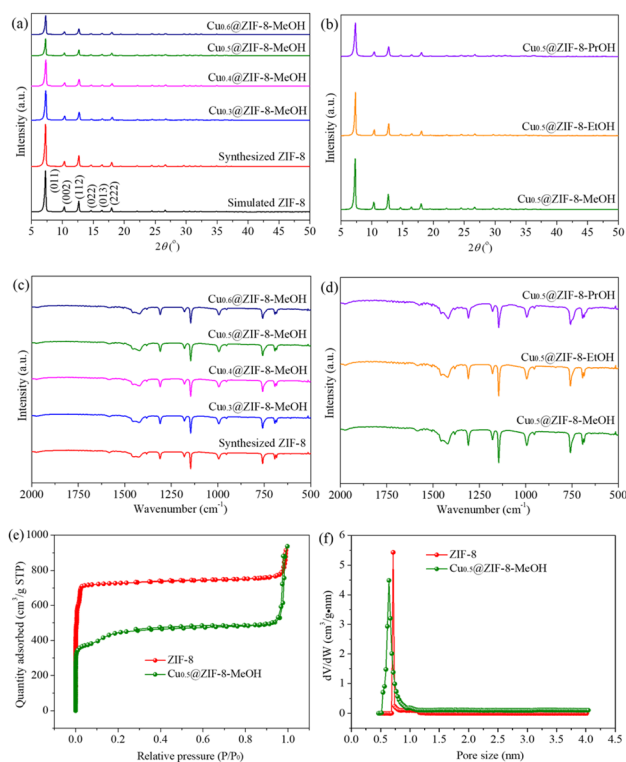 (a)
Cu0.6@ZIF-8-MeOH
Cu0.5@ZIF-8-MeOH
Cu0.4@ZIF-8-MeOH
Cu0.3@ZIF-8-MeOH
Synthesized ZIF-8
(011)
(002)
(112)
(022)
(013)
(222)
Simulated ZIF-8
Intensity (a.u.)
5 10 15 20 25 30 35 40 45 50
2θ(°)
(b)
Cu0.5@ZIF-8-PrOH
Cu0.5@ZIF-8-EtOH
Cu0.5@ZIF-8-MeOH
Intensity (a.u.)
5 10 15 20 25 30 35 40 45 50
2θ(°)
(c)
Cu0.6@ZIF-8-MeOH
Cu0.5@ZIF-8-MeOH
Cu0.4@ZIF-8-MeOH
Cu0.3@ZIF-8-MeOH
Synthesized ZIF-8
Intensity (a.u.)
2000 1750 1500 1250 1000 750 500
Wavenumber (cm-1)
(d)
Cu0.5@ZIF-8-PrOH
Cu0.5@ZIF-8-EtOH
Cu0.5@ZIF-8-MeOH
Intensity (a.u.)
2000 1750 1500 1250 1000 750 500
Wavenumber (cm-1)
(e)
1000
800
600
400
200
0
Quantity adsorbed (cm3/g STP)
ZIF-8
Cu0.5@ZIF-8-MeOH
0.0 0.2 0.4 0.6 0.8 1.0
Relative pressure (P/P0)
(f)
6
5
4
3
2
1
0
dV/dW (cm3/g•nm)
ZIF-8
Cu0.5@ZIF-8-MeOH
0.0 0.5 1.0 1.5 2.0 2.5 3.0 3.5 4.0 4.5
Pore size (nm)